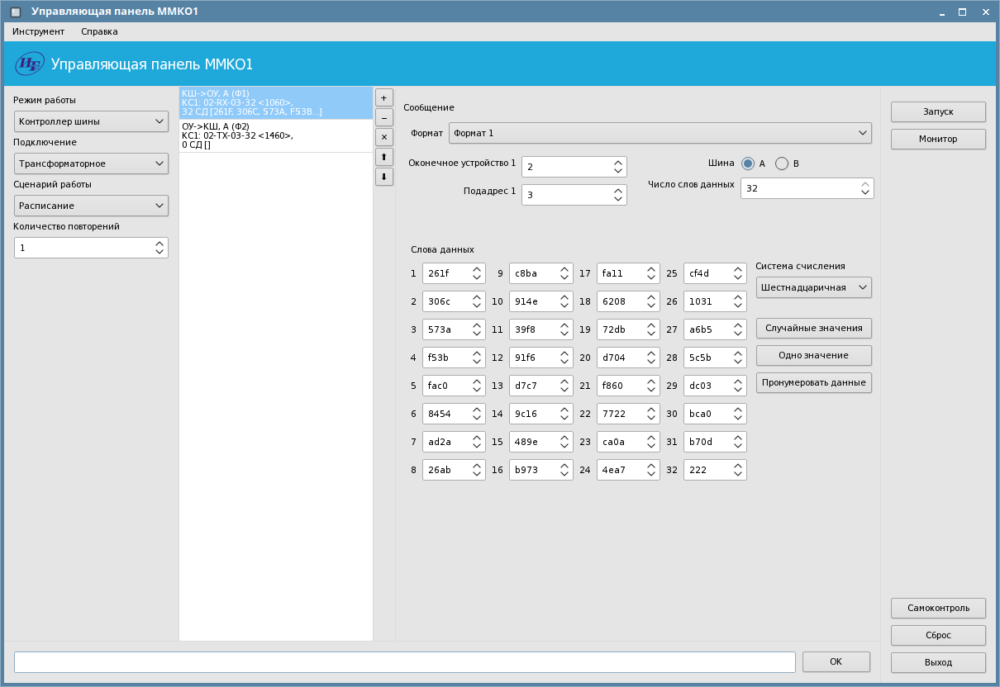 Управляющая панель ММКО1
Инструмент Справка
ИБ Управляющая панель ММКО1
Режим работы
Контроллер шины
Подключение
Трансформаторное
Сценарий работы
Расписание
Количество повторений
1
КШ->ОУ, А (Ф1)
КС1: 02-RX-03-32 <1060>,
32 СД [261F, 306C, 573A, F53B...]
ОУ->КШ, А (Ф2)
КС1: 02-TX-03-32 <1460>,
0 СД []
+
−
×
⬆
⬇
Сообщение
Формат Формат 1
Оконечное устройство 1 2 Шина A B
Подадрес 1 3 Число слов данных 32
Слова данных
1 261f 9 c8ba 17 fa11 25 cf4d
2 306c 10 914e 18 6208 26 1031
3 573a 11 39f8 19 72db 27 a6b5
4 f53b 12 91f6 20 d704 28 5c5b
5 fac0 13 d7c7 21 f860 29 dc03
6 8454 14 9c16 22 7722 30 bca0
7 ad2a 15 489e 23 ca0a 31 b70d
8 26ab 16 b973 24 4ea7 32 222
Система счисления
Шестнадцаричная
Случайные значения
Одно значение
Пронумеровать данные
Запуск
Монитор
Самоконтроль
Сброс
Выход
OK